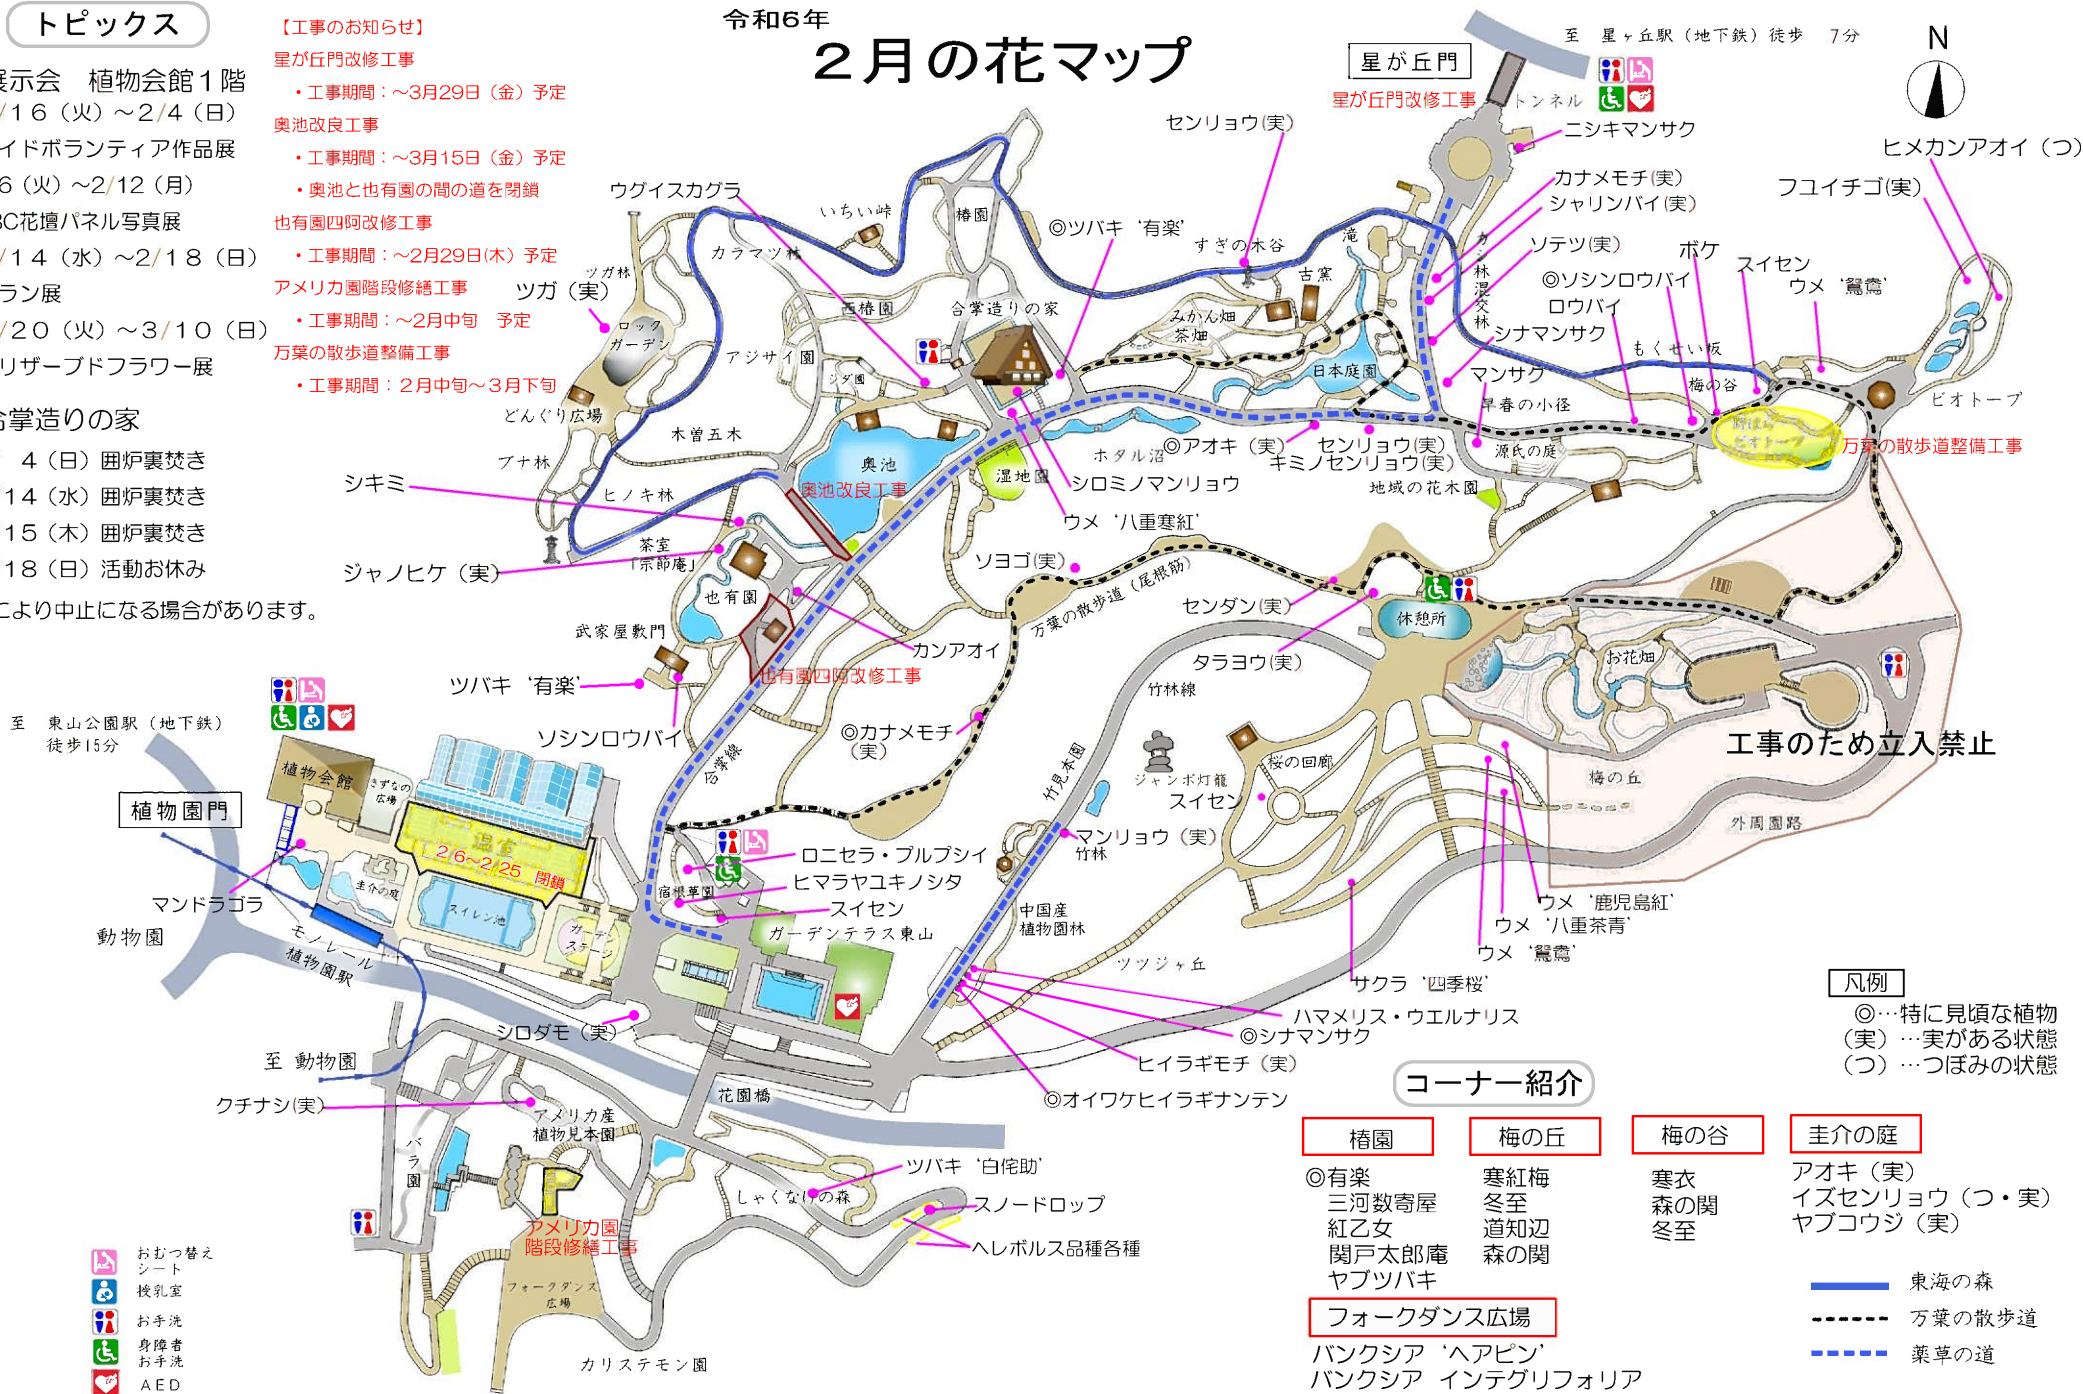 トピックス
展示会　植物会館１階
/１６（火）～２/４（日）
イドボランティア作品展
6（火）～2/12（月）
BC花壇パネル写真展
/１４（水）～２/１８（日）
ラン展
/２０（火）～３/１０（日）
リザーブドフラワー展
合掌造りの家
４（日）囲炉裏焚き
14（水）囲炉裏焚き
15（木）囲炉裏焚き
18（日）活動お休み
により中止になる場合があります。
【工事のお知らせ】
星が丘門改修工事
・工事期間：～3月29日（金）予定
奥池改良工事
・工事期間：～3月15日（金）予定
・奥池と也有園の間の道を閉鎖
也有園四阿改修工事
・工事期間：～2月29日(木）予定
アメリカ園階段修繕工事
・工事期間：～2月中旬　予定
万葉の散歩道整備工事
・工事期間：２月中旬～３月下旬
令和6年
２月の花マップ
星が丘門
星が丘門改修工事
至　星ヶ丘駅（地下鉄）徒歩　7分
N
トンネル
ニシキマンサク
センリョウ(実）
ヒメカンアオイ（つ）
カナメモチ(実）
シャリンバイ(実）
フユイチゴ(実）
ウグイスカグラ
いちい峠
椿園
◎ツバキ ‘有楽’
すぎの木谷
滝
カシ林混交林
ソテツ(実）
ボケ
スイセン
カラマツ林
◎ソシンロウバイ
ロウバイ
ウメ ‘鴛鴦’
ツガ林
ツガ（実）
古窯
西椿園
合掌造りの家
みかん畑
茶畑
シナマンサク
ロック
ガーデン
アジサイ園
シダ園
日本庭園
もくせい坂
マンサク
梅の谷
早春の小径
ビオトープ
どんぐり広場
木曽五木
万葉の散歩道整備工事
◎アオキ（実）
センリョウ(実）
キミノセンリョウ(実）
源氏の庭
ブナ林
奥池
ホタル沼
湿地園
シロミノマンリョウ
地域の花木園
シキミ
奥池改良工事
ヒノキ林
ウメ ‘八重寒紅’
茶室
「宗節庵」
ジャノヒケ（実）
ソヨゴ(実）
万葉の散歩道（尾根筋）
センダン(実）
休憩所
也有園
武家屋敷門
カンアオイ
タラヨウ(実）
お花畑
也有園四阿改修工事
ツバキ ‘有楽’
竹林線
至　東山公園駅（地下鉄）
徒歩15分
ソシンロウバイ
◎カナメモチ
（実）
工事のため立入禁止
植物会館
きずなの
広場
合掌線
竹見本園
ジャンボ灯籠
桜の回廊
スイセン
梅の丘
植物園門
外周園路
温室
2/6～2/25　閉鎖
マンリョウ（実）
竹林
ロニセラ・プルプシイ
ヒマラヤユキノシタ
宿根草園
スイセン
マンドラゴラ
圭介の庭
スイレン池
ガーデン
ステージ
ガーデンテラス東山
中国産
植物園林
ウメ ‘鹿児島紅’
ウメ ‘八重茶青’
ウメ ‘鴛鴦’
動物園
モノレール
植物園駅
ツツジヶ丘
サクラ ‘四季桜’
凡例
◎…特に見頃な植物
（実）…実がある状態
（つ）…つぼみの状態
シロダモ（実）
ハマメリス・ウエルナリス
◎シナマンサク
ヒイラギモチ（実）
◎オイワケヒイラギナンテン
至 動物園
クチナシ(実）
花園橋
アメリカ産
植物見本園
バラ園
ツバキ ‘白侘助’
しゃくなげの森
スノードロップ
ヘレボルス品種各種
アメリカ園
階段修繕工事
フォークダンス
広場
カリステモン園
コーナー紹介
椿園
◎有楽
三河数寄屋
紅乙女
関戸太郎庵
ヤブツバキ
梅の丘
寒紅梅
冬至
道知辺
森の関
梅の谷
寒衣
森の関
冬至
圭介の庭
アオキ（実）
イズセンリョウ（つ・実）
ヤブコウジ（実）
フォークダンス広場
バンクシア ‘ヘアピン’
バンクシア インテグリフォリア
東海の森
万葉の散歩道
薬草の道
おむつ替え
シート
授乳室
お手洗
身障者
お手洗
AED